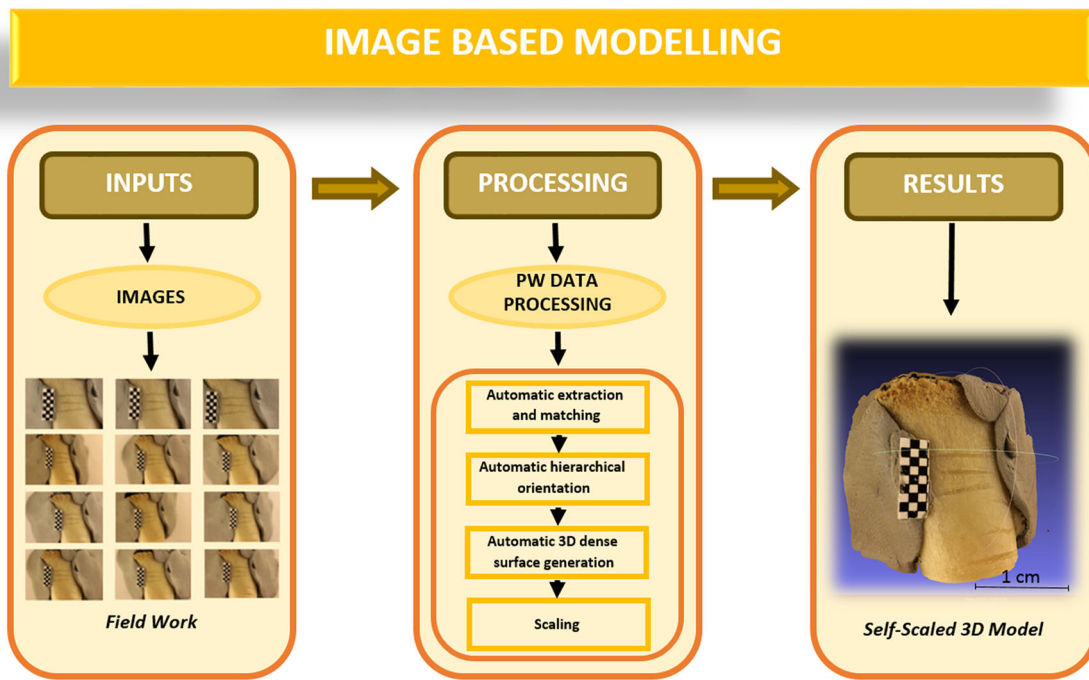 IMAGE BASED MODELLING
INPUTS
IMAGES
Field Work
PROCESSING
PW DATA
PROCESSING
Automatic extraction
and matching
Automatic hierarchical
orientation
Automatic 3D dense
surface generation
Scaling
RESULTS
1 cm
Self-Scaled 3D Model